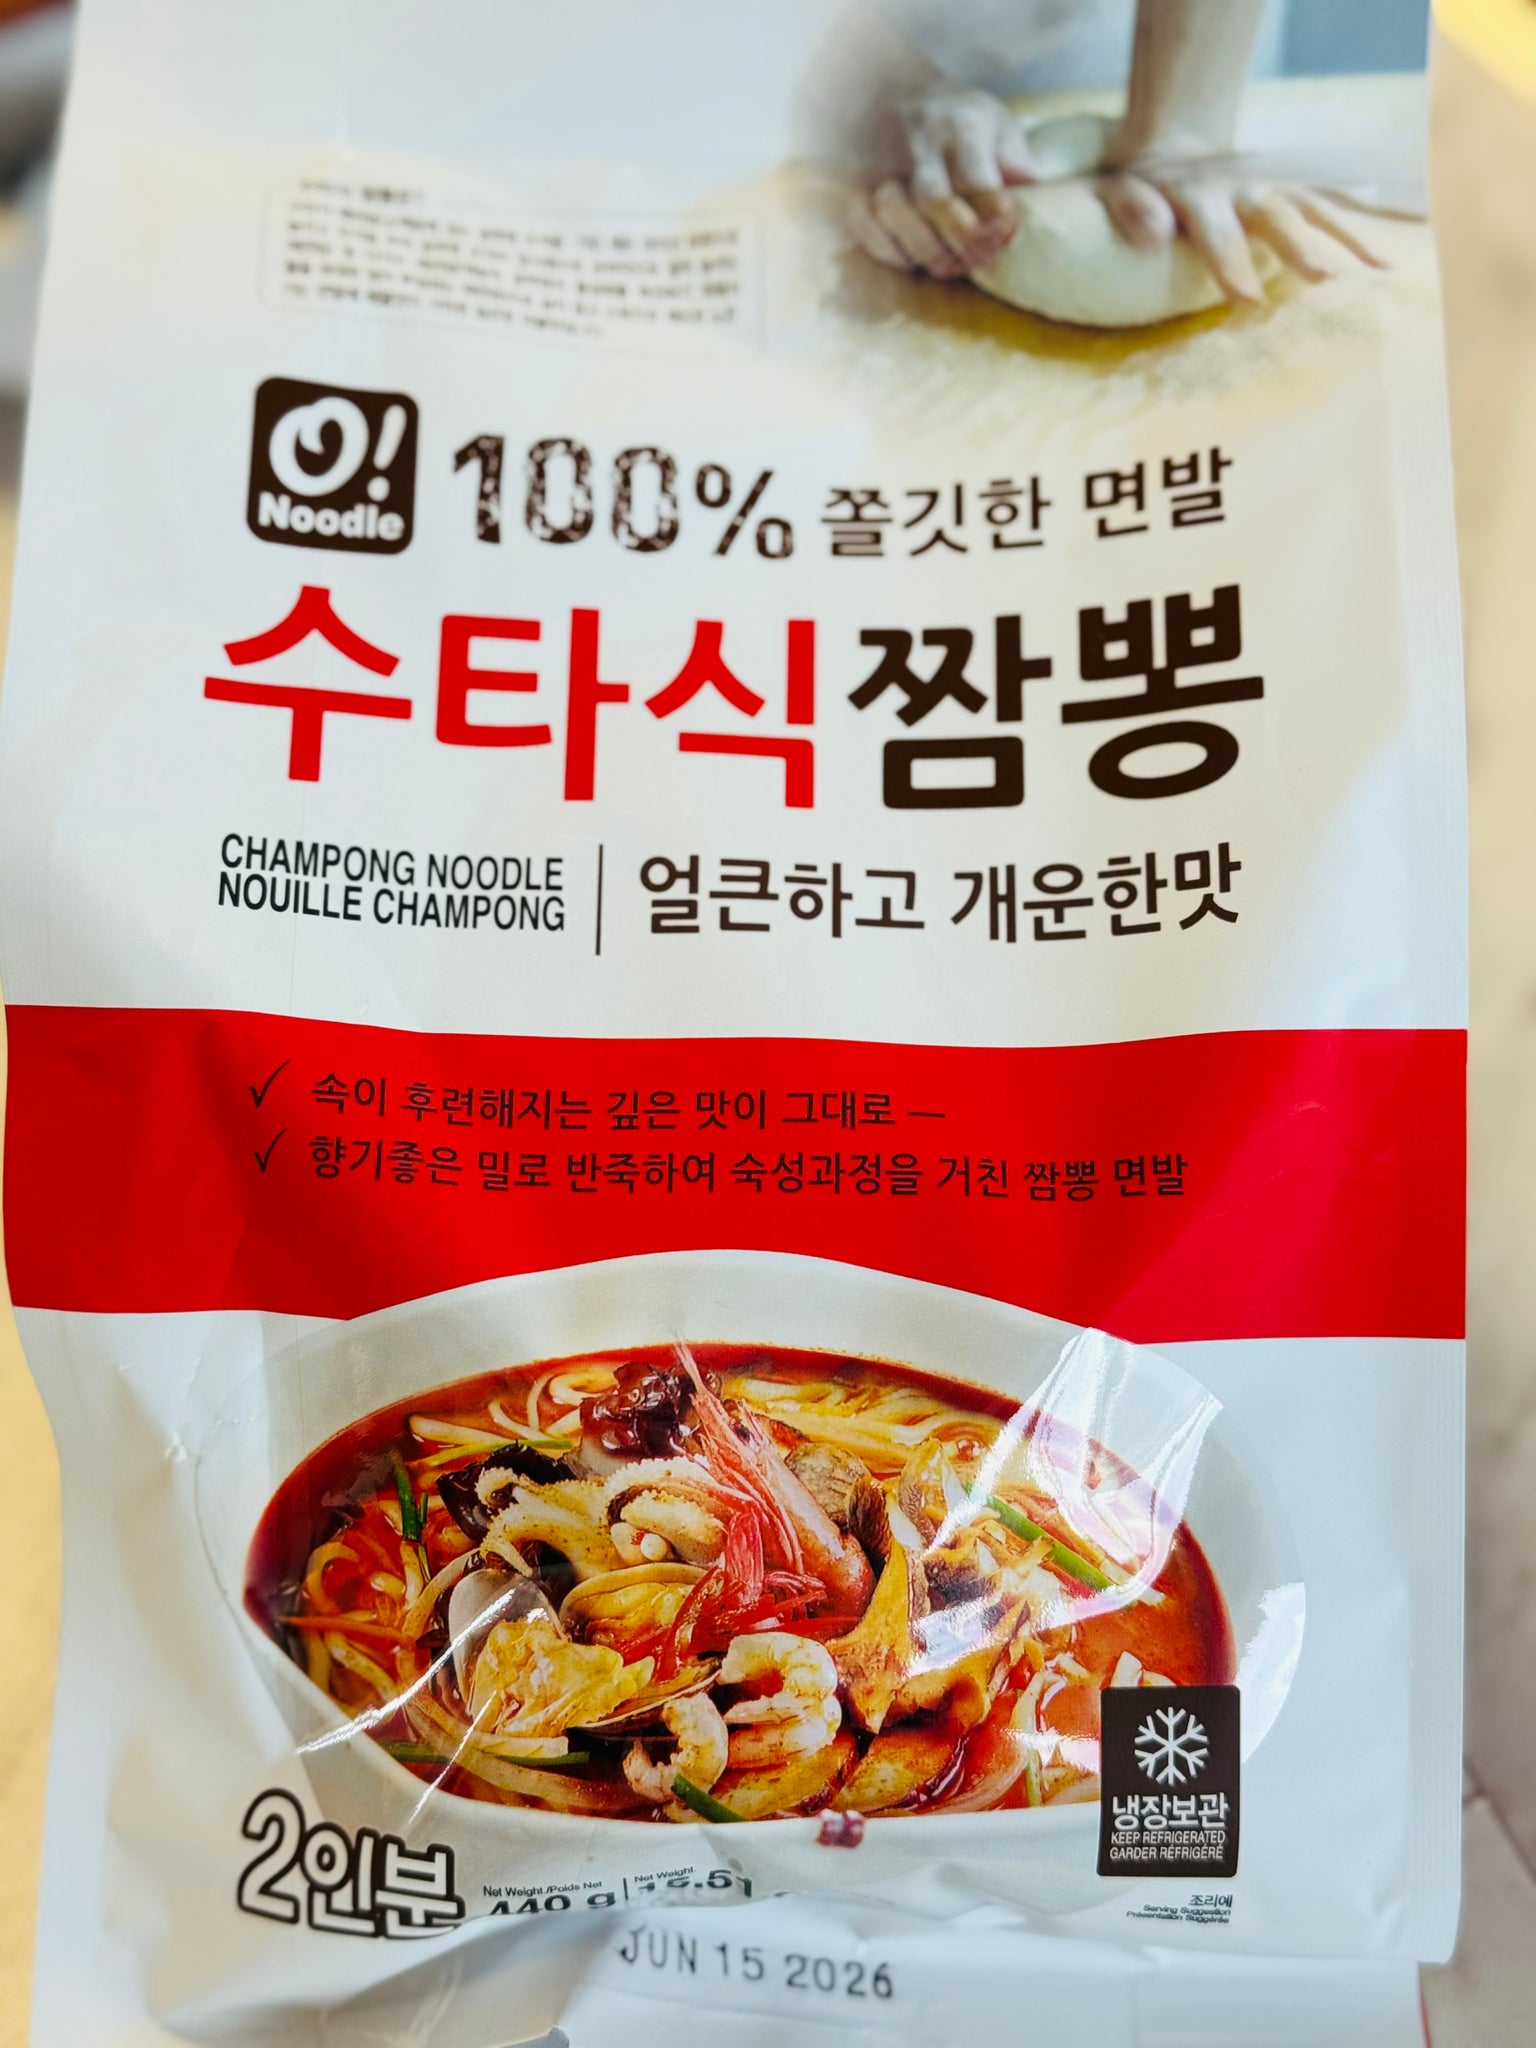 O!
Noodle
100% 쫄깃한 면발
수타식짬뽕
CHAMPONG NOODLE
NOUILLE CHAMPONG
얼큰하고 개운한맛
✓ 속이 후련해지는 깊은 맛이 그대로 —
✓ 향기좋은 밀로 반죽하여 숙성과정을 거친 짬뽕 면발
냉장보관
KEEP REFRIGERATED
GARDER RÉFRIGÉRÉ
2인분
Net Weight/Poids Net
440 g
Net Weight
조리예
Serving Suggestion
Présentation Suggérée
JUN 15 2026